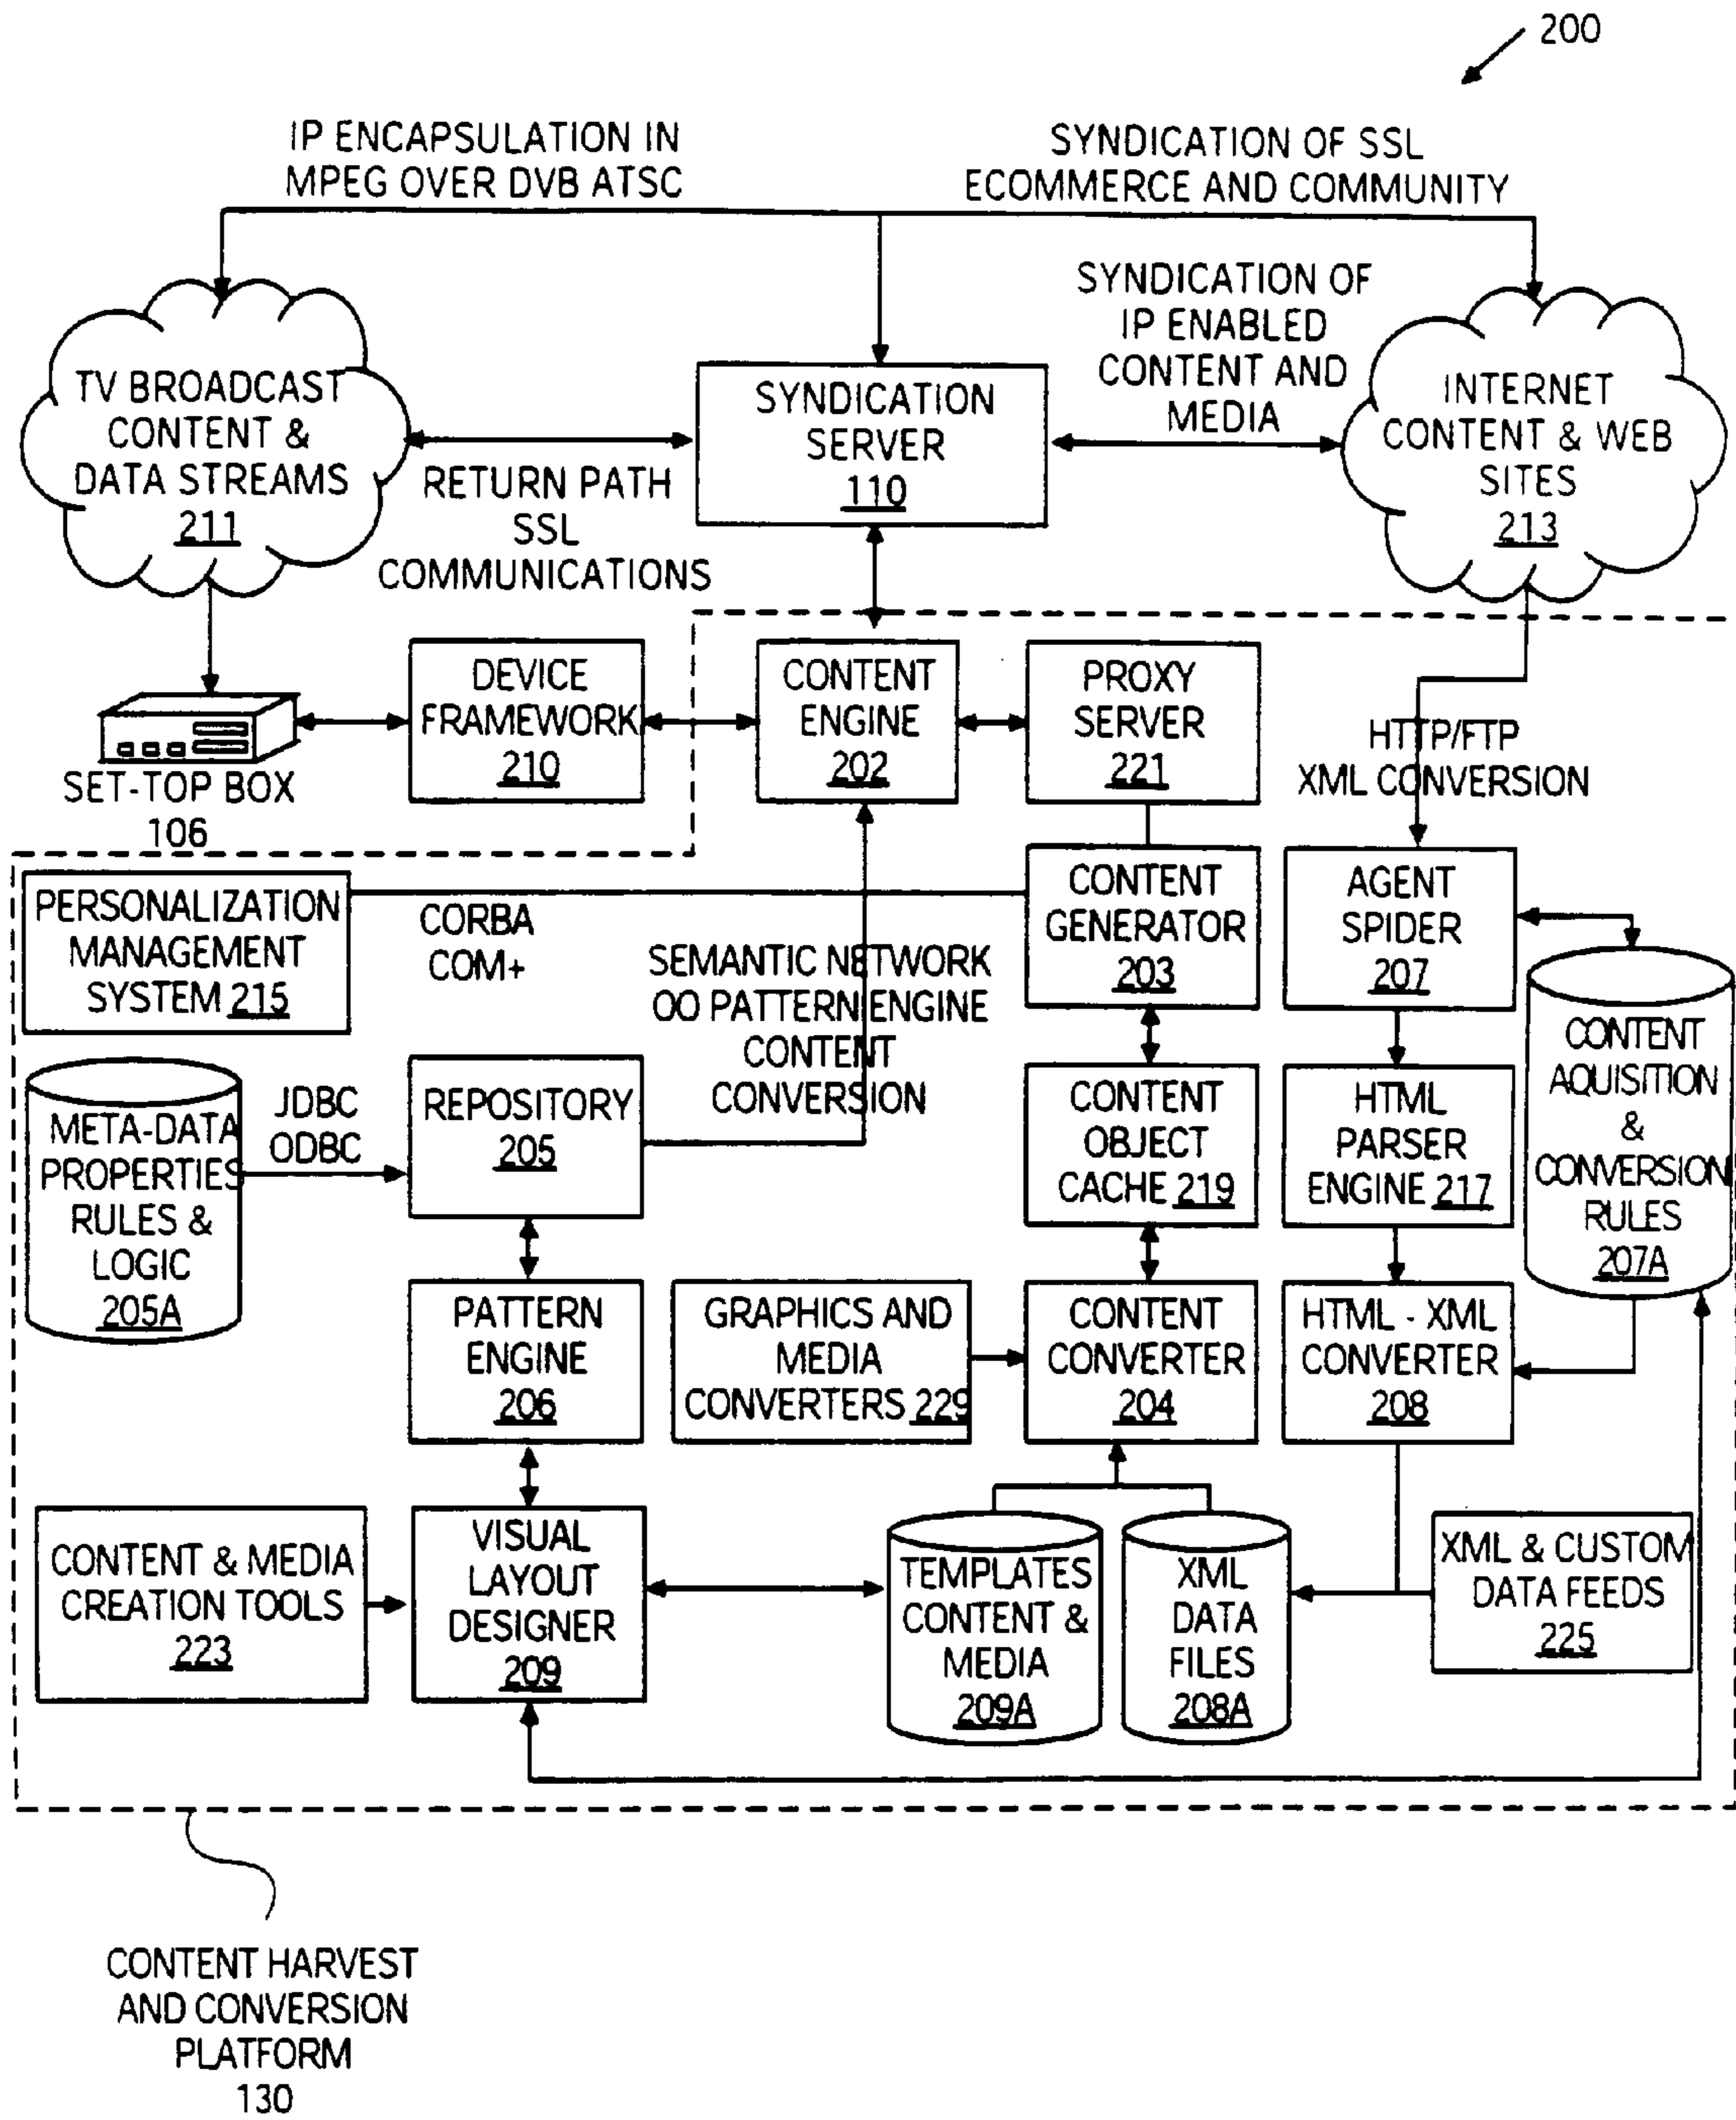 200
IP ENCAPSULATION IN
MPEG OVER DVB ATSC
SYNDICATION OF SSL
ECOMMERCE AND COMMUNITY
SYNDICATION OF
IP ENABLED
CONTENT AND
MEDIA
TV BROADCAST
CONTENT &
DATA STREAMS
211
RETURN PATH
SSL
COMMUNICATIONS
SYNDICATION
SERVER
110
INTERNET
CONTENT & WEB
SITES
213
SET-TOP BOX
106
DEVICE
FRAMEWORK
210
CONTENT
ENGINE
202
PROXY
SERVER
221
HTTP/FTP
XML CONVERSION
PERSONALIZATION
MANAGEMENT
SYSTEM 215
CORBA
COM+
SEMANTIC NETWORK
OO PATTERN ENGINE
CONTENT
CONVERSION
CONTENT
GENERATOR
203
AGENT
SPIDER
207
META-DATA
PROPERTIES
RULES &
LOGIC
205A
JDBC
ODBC
REPOSITORY
205
CONTENT
OBJECT
CACHE 219
HTML
PARSER
ENGINE 217
CONTENT
AQUISITION
&
CONVERSION
RULES
207A
PATTERN
ENGINE
206
GRAPHICS AND
MEDIA
CONVERTERS 229
CONTENT
CONVERTER
204
HTML - XML
CONVERTER
208
CONTENT & MEDIA
CREATION TOOLS
223
VISUAL
LAYOUT
DESIGNER
209
TEMPLATES
CONTENT &
MEDIA
209A
XML
DATA
FILES
208A
XML & CUSTOM
DATA FEEDS
225
CONTENT HARVEST
AND CONVERSION
PLATFORM
130